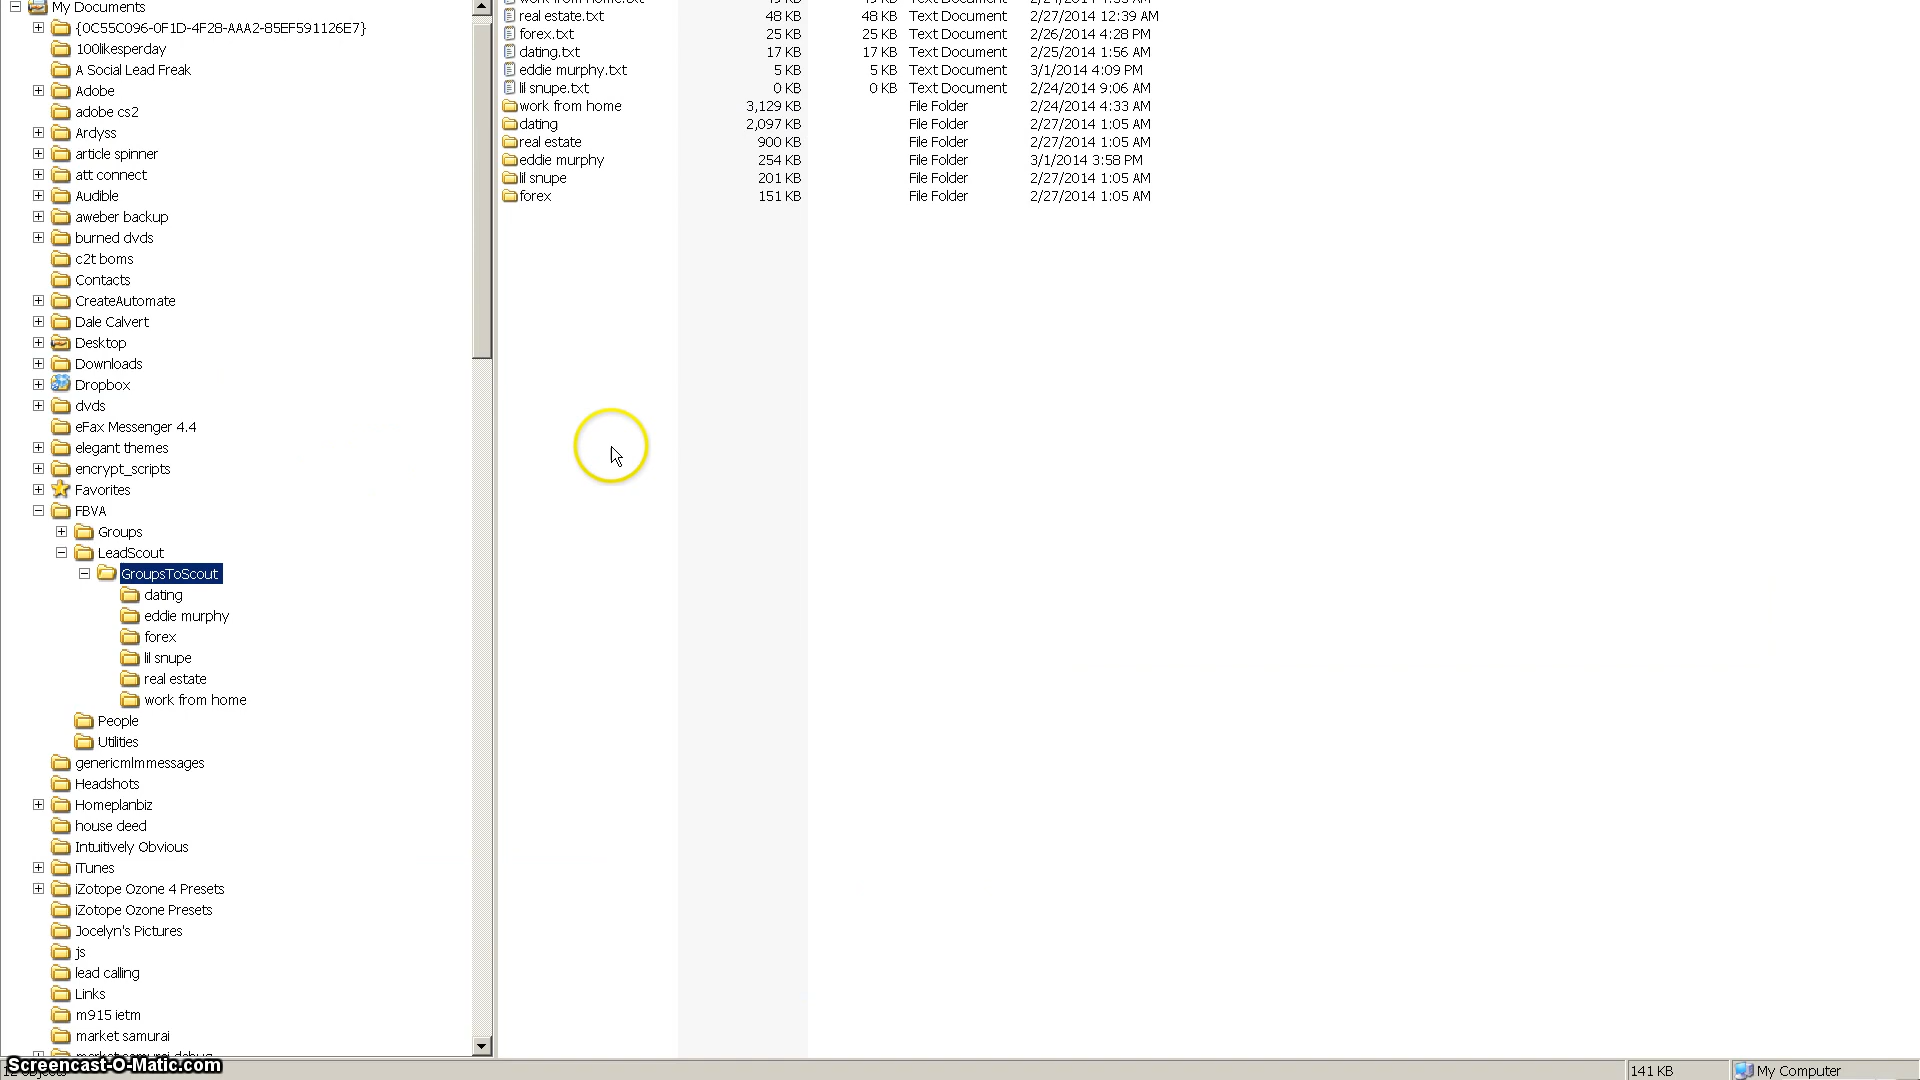 My Documents
{0C55C096-0F1D-4F28-AAA2-85EF591126E7}
100likesperday
A Social Lead Freak
Adobe
adobe cs2
Ardyss
article spinner
att connect
Audible
aweber backup
burned dvds
c2t boms
Contacts
CreateAutomate
Dale Calvert
Desktop
Downloads
Dropbox
dvds
eFax Messenger 4.4
elegant themes
encrypt_scripts
Favorites
FBVA
Groups
LeadScout
GroupsToScout
dating
eddie murphy
forex
lil snupe
real estate
work from home
People
Utilities
genericmlmmessages
Headshots
Homeplanbiz
house deed
Intuitively Obvious
iTunes
iZotope Ozone 4 Presets
iZotope Ozone Presets
Jocelyn's Pictures
js
lead calling
Links
m915 ietm
market samurai
market samurai debug
Screencast-O-Matic.com
real estate.txt 48 KB 48 KB Text Document 2/27/2014 12:39 AM
forex.txt 25 KB 25 KB Text Document 2/26/2014 4:28 PM
dating.txt 17 KB 17 KB Text Document 2/25/2014 1:56 AM
eddie murphy.txt 5 KB 5 KB Text Document 3/1/2014 4:09 PM
lil snupe.txt 0 KB 0 KB Text Document 2/24/2014 9:06 AM
work from home 3,129 KB File Folder 2/24/2014 4:33 AM
dating 2,097 KB File Folder 2/27/2014 1:05 AM
real estate 900 KB File Folder 2/27/2014 1:05 AM
eddie murphy 254 KB File Folder 3/1/2014 3:58 PM
lil snupe 201 KB File Folder 2/27/2014 1:05 AM
forex 151 KB File Folder 2/27/2014 1:05 AM
141 KB My Computer